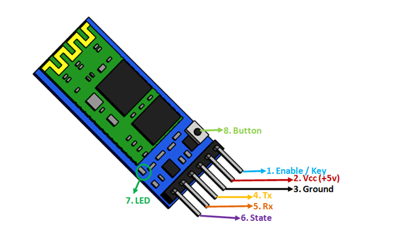 8. Button
1. Enable / Key
2. Vcc (+5v)
3. Ground
4. Tx
5. Rx
6. State
7. LED